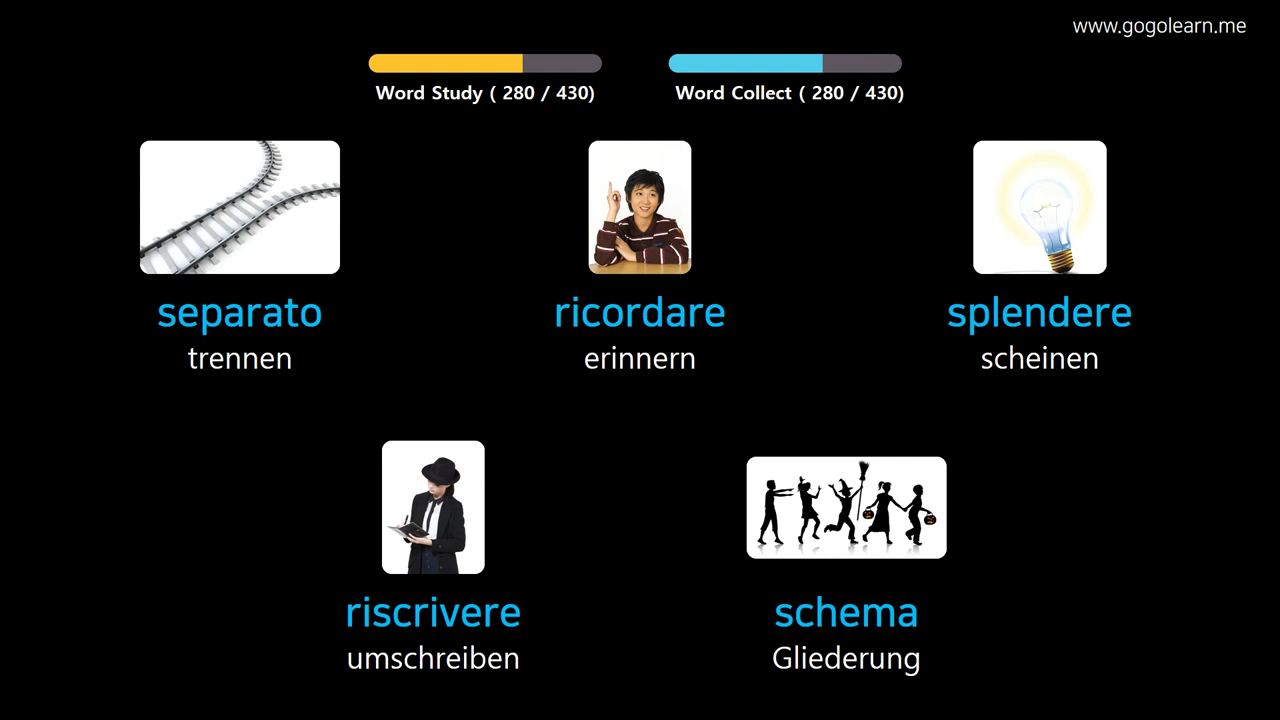 www.gogolearn.me
Word Study ( 280 / 430)
Word Collect ( 280 / 430)
separato
trennen
ricordare
erinnern
splendere
scheinen
riscrivere
umschreiben
schema
Gliederung